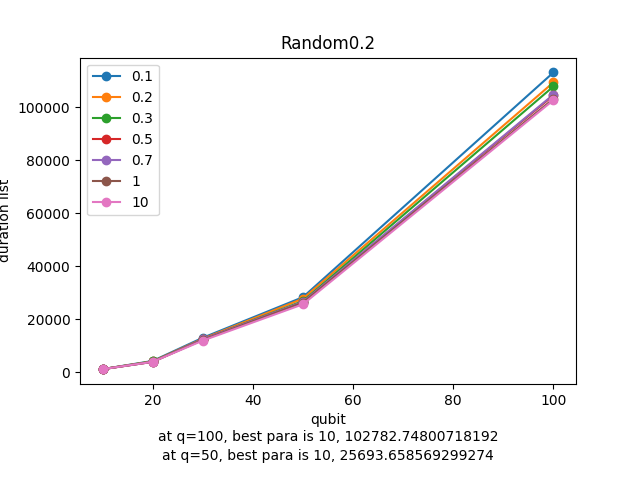 Random0.2
0.1
0.2
0.3
0.5
0.7
1
10
100000
80000
60000
40000
20000
0
duration list
20 40 60 80 100
qubit
at q=100, best para is 10, 102782.74800718192
at q=50, best para is 10, 25693.658569299274